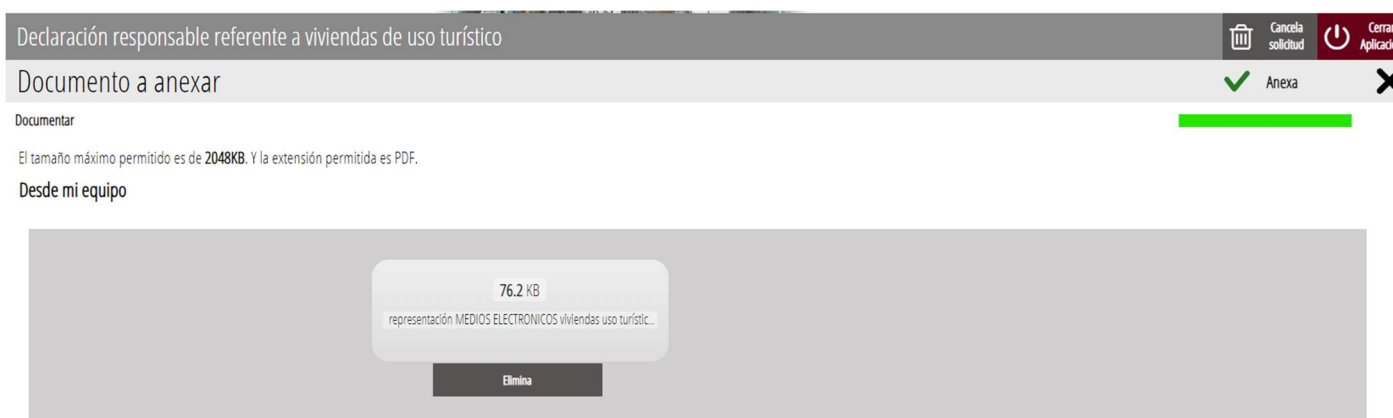 Declaración responsable referente a viviendas de uso turístico
Cancela
solicitud
Cerrar
Documento a anexar
Anexa
Documentar
El tamaño máximo permitido es de 2048KB. Y la extensión permitida es PDF.
Desde mi equipo
76.2 KB
representación MEDIOS ELECTRONICOS viviendas uso turístic...
Elimina